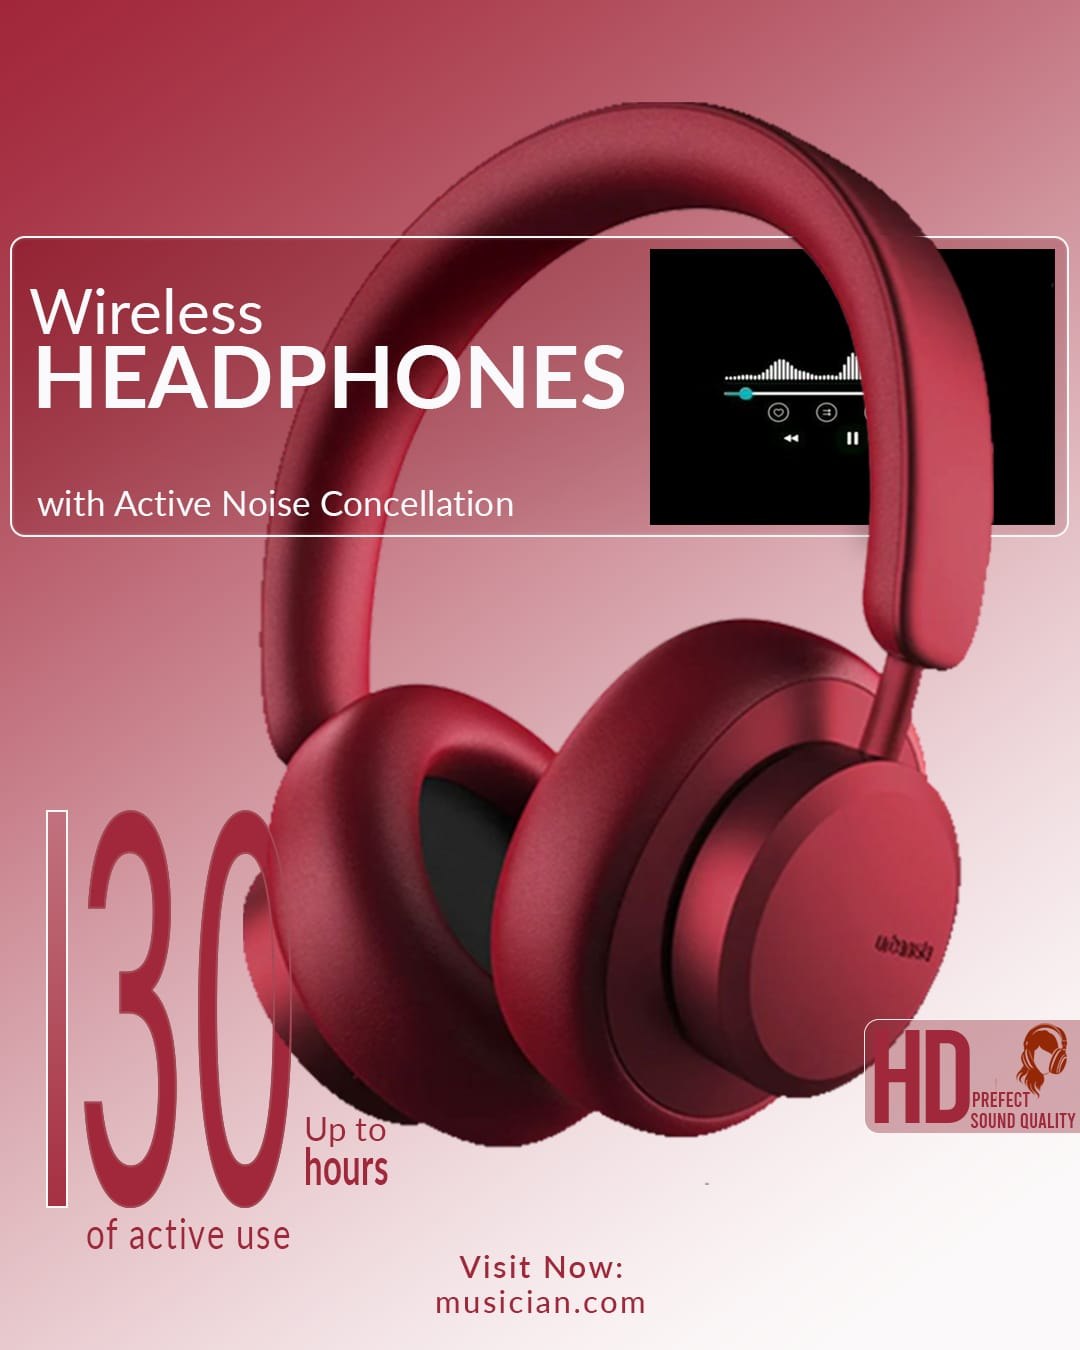 Wireless
HEADPHONES
with Active Noise Concellation
30
Up to
hours
of active use
HD
PREFECT
SOUND QUALITY
Visit Now:
musician.com